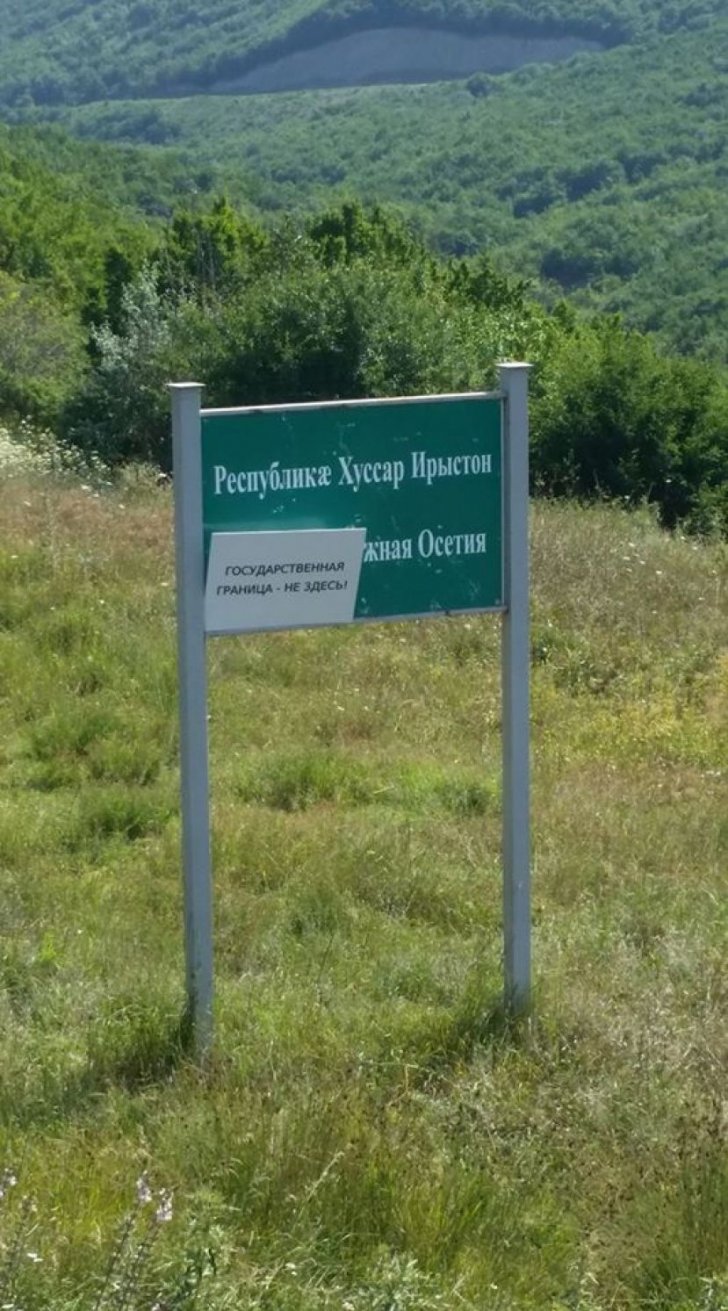 Республикæ Хуссар Ирыстон
жная Осетия
ГОСУДАРСТВЕННАЯ
ГРАНИЦА - НЕ ЗДЕСЬ!